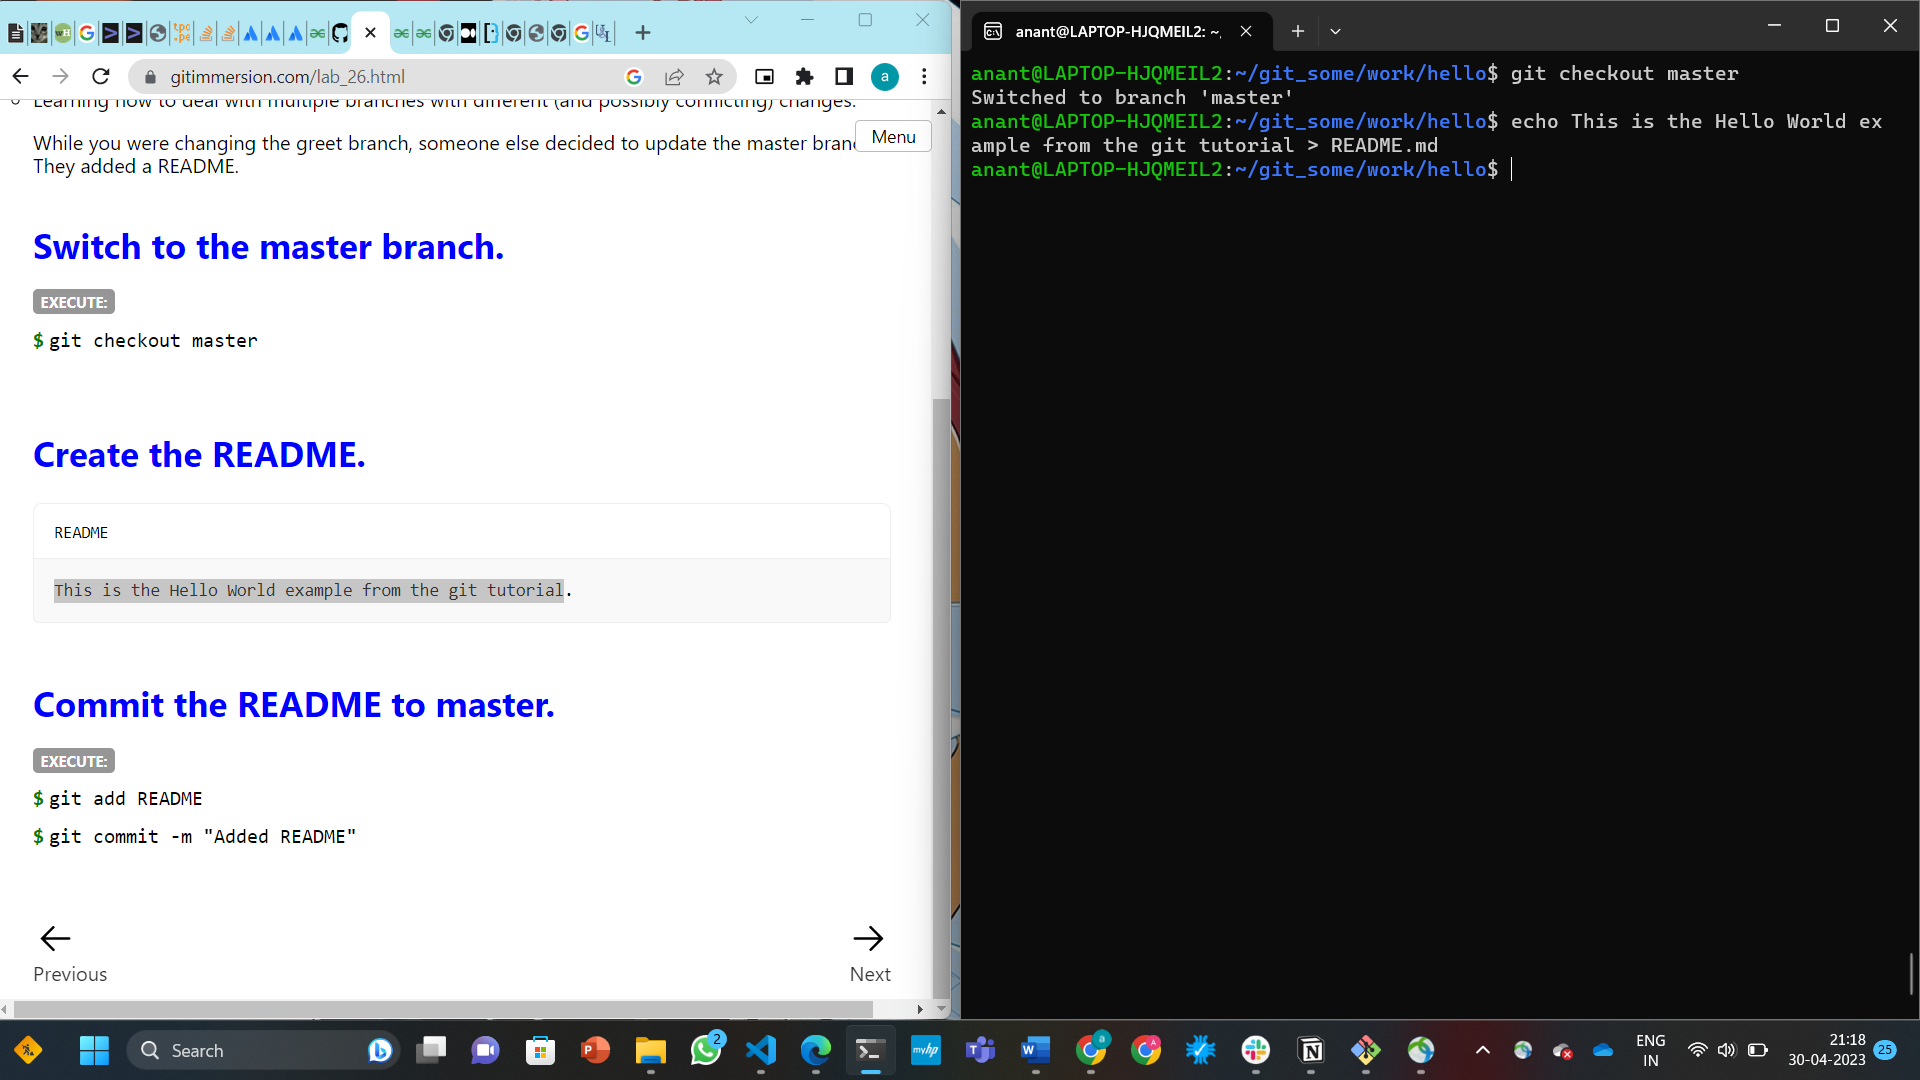 gitimmersion.com/lab_26.html
a
Learning how to deal with multiple branches with different (and possibly conflicting) changes.
Menu
While you were changing the greet branch, someone else decided to update the master bran
They added a README.
Switch to the master branch.
EXECUTE:
$ git checkout master
Create the README.
README
This is the Hello World example from the git tutorial.
Commit the README to master.
EXECUTE:
$ git add README
$ git commit -m "Added README"
Previous
Next
anant@LAPTOP-HJQMEIL2: ~,
anant@LAPTOP-HJQMEIL2:~/git_some/work/hello$ git checkout master
Switched to branch 'master'
anant@LAPTOP-HJQMEIL2:~/git_some/work/hello$ echo This is the Hello World ex
ample from the git tutorial > README.md
anant@LAPTOP-HJQMEIL2:~/git_some/work/hello$
Search
2
myhp
a
A
ENG
IN
21:18
30-04-2023
25